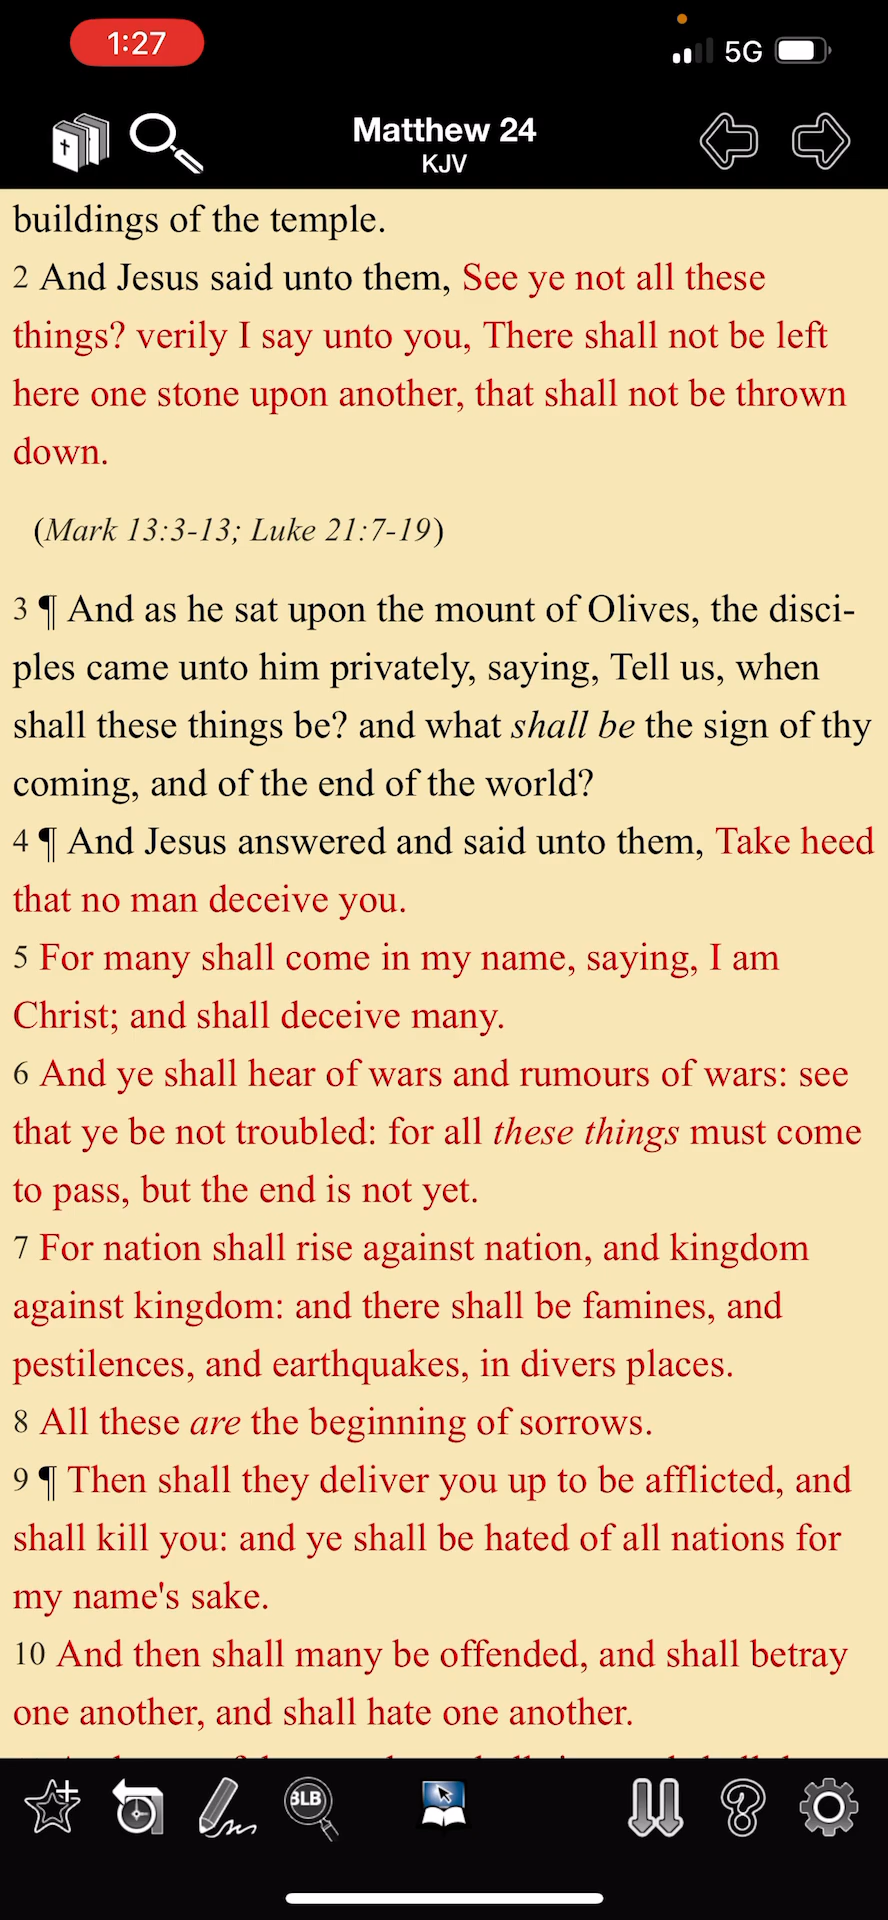 1:27
5G
Matthew 24
KJV
buildings of the temple.
2 And Jesus said unto them, See ye not all these
things? verily I say unto you, There shall not be left
here one stone upon another, that shall not be thrown
down.
(Mark 13:3-13; Luke 21:7-19)
3 ¶ And as he sat upon the mount of Olives, the disci-
ples came unto him privately, saying, Tell us, when
shall these things be? and what shall be the sign of thy
coming, and of the end of the world?
4 ¶ And Jesus answered and said unto them, Take heed
that no man deceive you.
5 For many shall come in my name, saying, I am
Christ; and shall deceive many.
6 And ye shall hear of wars and rumours of wars: see
that ye be not troubled: for all these things must come
to pass, but the end is not yet.
7 For nation shall rise against nation, and kingdom
against kingdom: and there shall be famines, and
pestilences, and earthquakes, in divers places.
8 All these are the beginning of sorrows.
9 ¶ Then shall they deliver you up to be afflicted, and
shall kill you: and ye shall be hated of all nations for
my name's sake.
10 And then shall many be offended, and shall betray
one another, and shall hate one another.
BLB